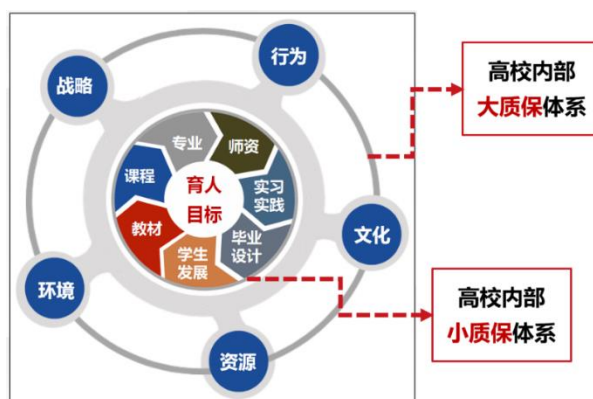 行为
战略
文化
资源
环境
专业
师资
实习
实践
毕业
设计
学生
发展
教材
课程
育人
目标
高校内部
大质保体系
高校内部
小质保体系